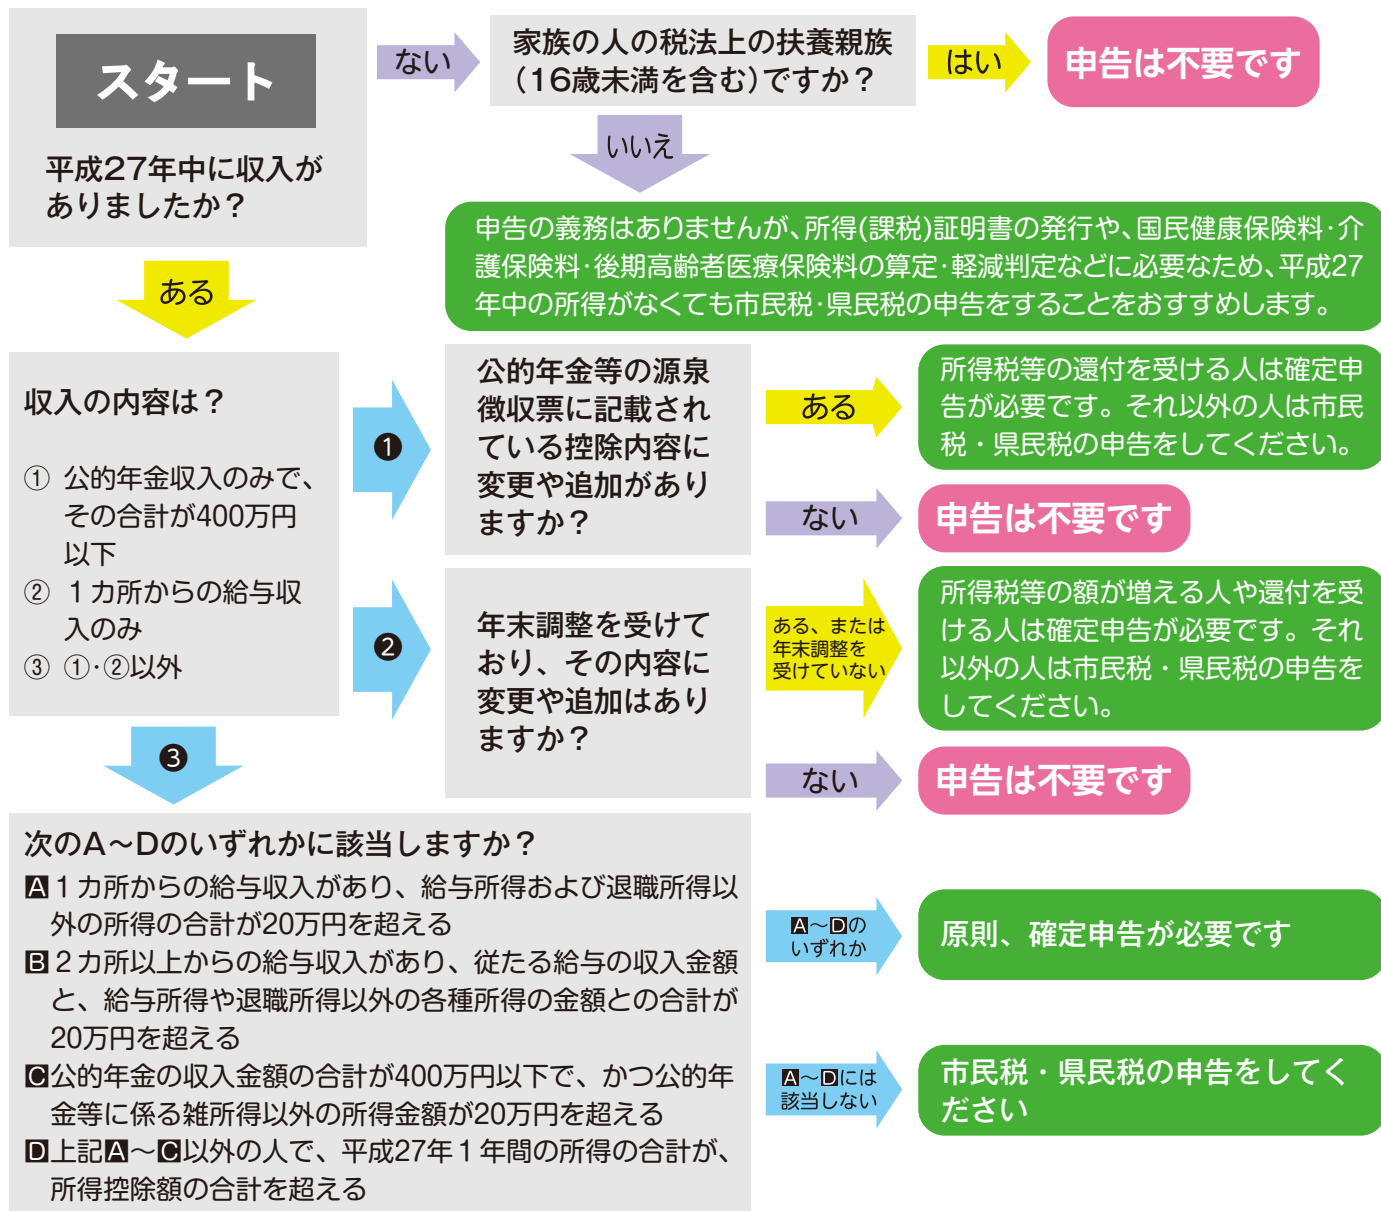 スタート
平成27年中に収入が
ありましたか？
ない
家族の人の税法上の扶養親族
（16歳未満を含む）ですか？
はい
申告は不要です
いいえ
申告の義務はありませんが、所得(課税)証明書の発行や、国民健康保険料・介
護保険料・後期高齢者医療保険料の算定・軽減判定などに必要なため、平成27
年中の所得がなくても市民税・県民税の申告をすることをおすすめします。
ある
収入の内容は？
① 公的年金収入のみで、
その合計が400万円
以下
② １カ所からの給与収
入のみ
③ ①・②以外
❶
公的年金等の源泉
徴収票に記載され
ている控除内容に
変更や追加があり
ますか？
ある
所得税等の還付を受ける人は確定申
告が必要です。それ以外の人は市民
税・県民税の申告をしてください。
ない
申告は不要です
❷
年末調整を受けて
おり、その内容に
変更や追加はあり
ますか？
ある、または
年末調整を
受けていない
所得税等の額が増える人や還付を受
ける人は確定申告が必要です。それ
以外の人は市民税・県民税の申告を
してください。
ない
申告は不要です
❸
次のA～Dのいずれかに該当しますか？
A１カ所からの給与収入があり、給与所得および退職所得以
外の所得の合計が20万円を超える
B２カ所以上からの給与収入があり、従たる給与の収入金額
と、給与所得や退職所得以外の各種所得の金額との合計が
20万円を超える
C公的年金の収入金額の合計が400万円以下で、かつ公的年
金等に係る雑所得以外の所得金額が20万円を超える
D上記A～C以外の人で、平成27年１年間の所得の合計が、
所得控除額の合計を超える
A～Dの
いずれか
原則、確定申告が必要です
A～Dには
該当しない
市民税・県民税の申告をしてく
ださい